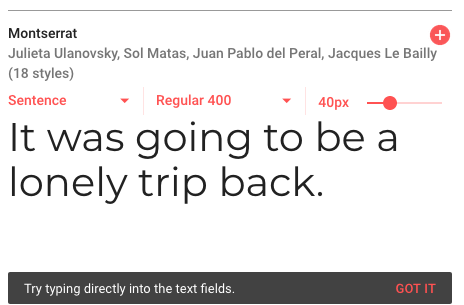 Montserrat
Julieta Ulanovsky, Sol Matas, Juan Pablo del Peral, Jacques Le Bailly
(18 styles)
Sentence Regular 400 40px
It was going to be a
lonely trip back.
Try typing directly into the text fields. GOT IT